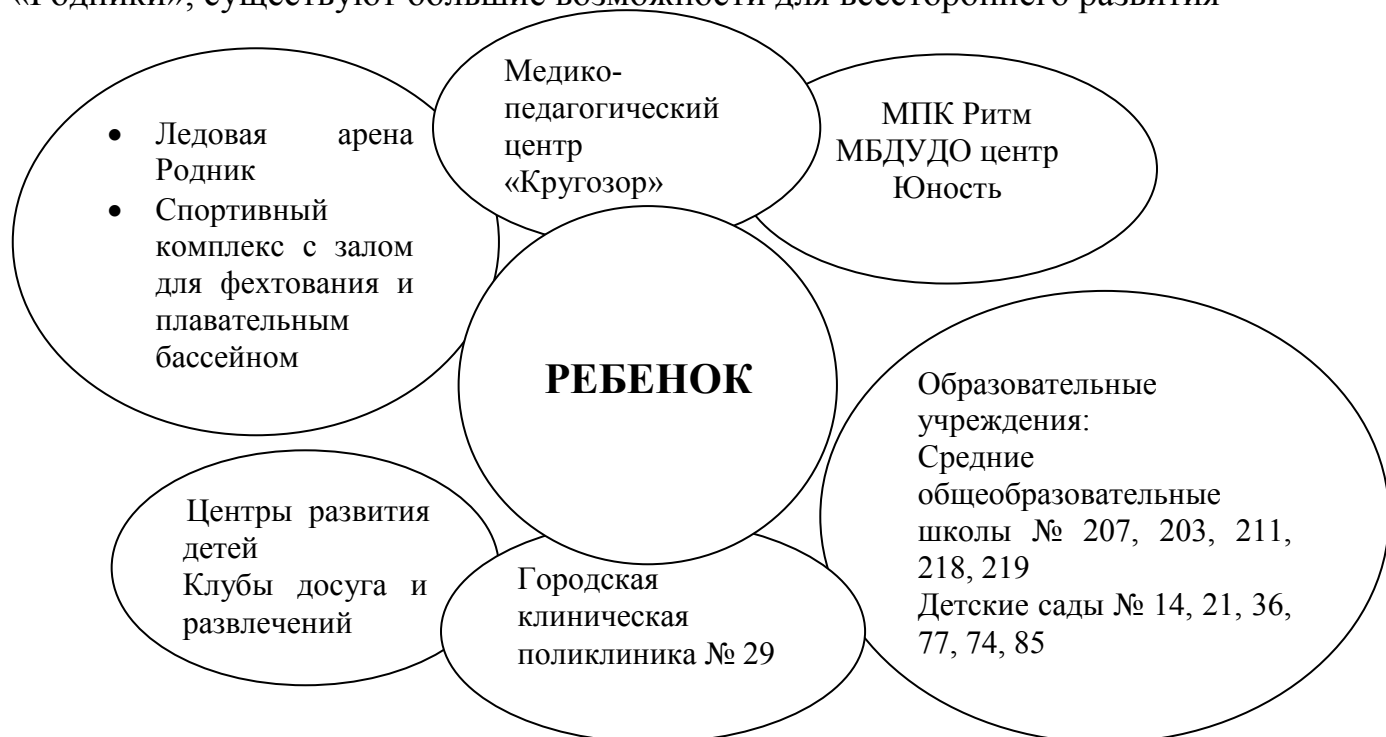 «Родники», существуют большие возможности для всестороннего развития
Медико-
педагогический
центр
«Кругозор»
МПК Ритм
МБДУДО центр
Юность
• Ледовая арена
Родник
• Спортивный
комплекс с залом
для фехтования и
плавательным
бассейном
РЕБЕНОК
Образовательные
учреждения:
Средние
общеобразовательные
школы № 207, 203, 211,
218, 219
Детские сады № 14, 21, 36,
77, 74, 85
Центры развития
детей
Клубы досуга и
развлечений
Городская
клиническая
поликлиника № 29